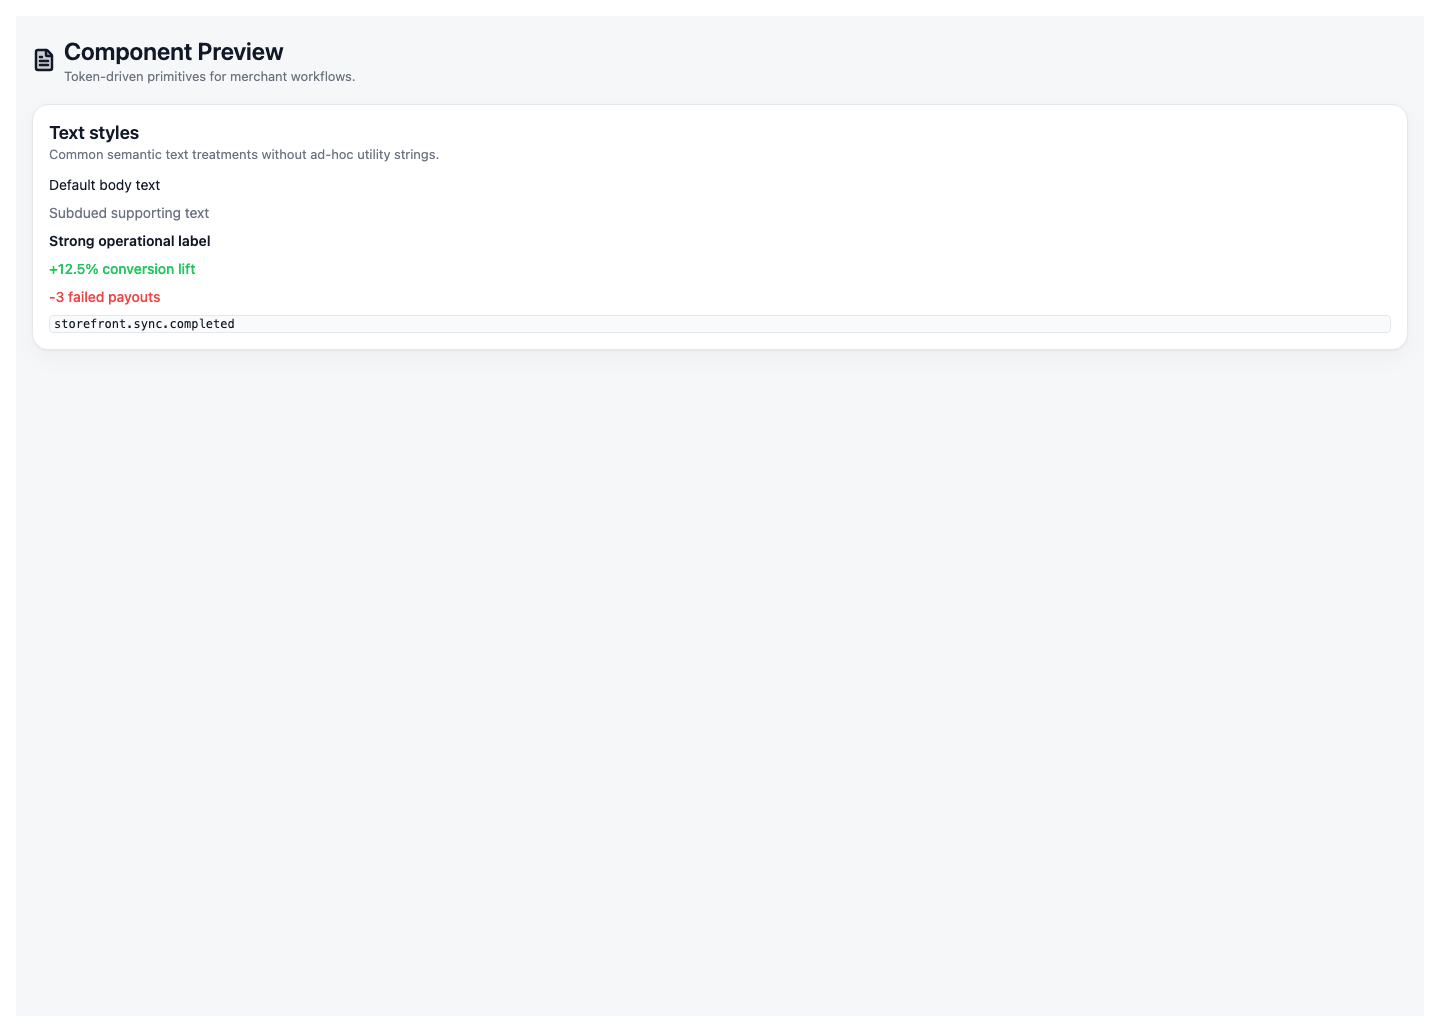 Component Preview
Token-driven primitives for merchant workflows.
Text styles
Common semantic text treatments without ad-hoc utility strings.
Default body text
Subdued supporting text
Strong operational label
+12.5% conversion lift
-3 failed payouts
storefront.sync.completed